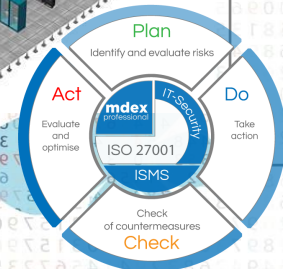 Plan
Identify and evaluate risks
Act
Evaluate
and
optimise
mdex
professional
IT-Security
ISO 27001
ISMS
Do
Take
action
Check
of countermeasures
Check